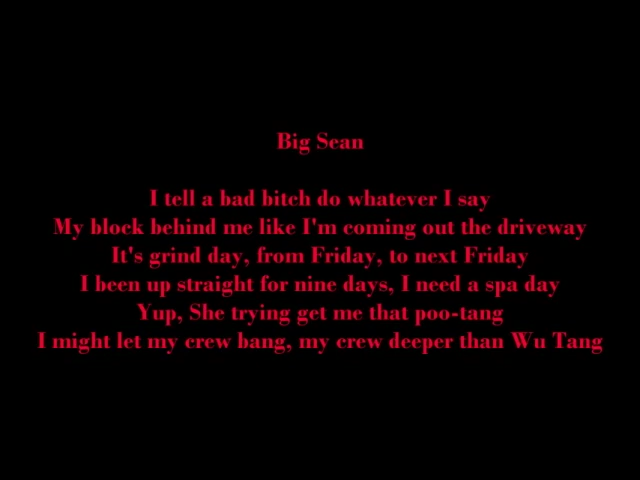 Big Sean
I tell a bad bitch do whatever I say
My block behind me like I'm coming out the driveway
It's grind day, from Friday, to next Friday
I been up straight for nine days, I need a spa day
Yup, She trying get me that poo-tang
I might let my crew bang, my crew deeper than Wu Tang